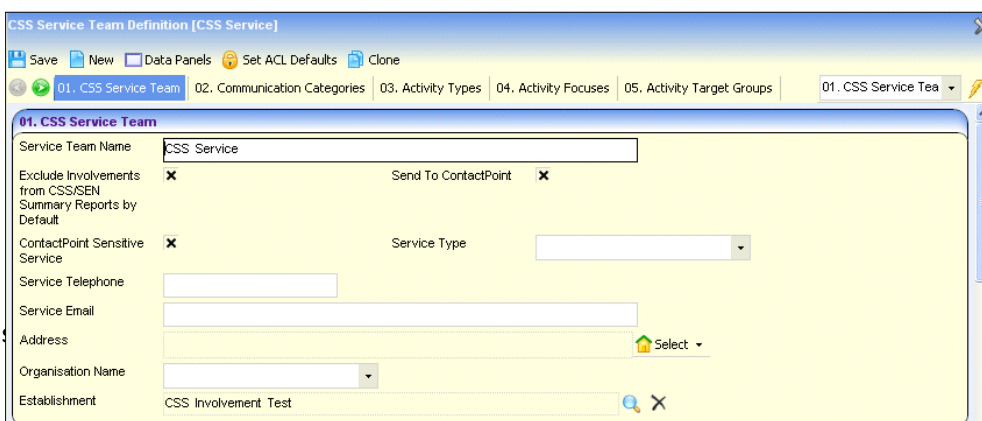 CSS Service Team Definition [CSS Service]
Save New Data Panels Set ACL Defaults Clone
01. CSS Service Team 02. Communication Categories 03. Activity Types 04. Activity Focuses 05. Activity Target Groups 01. CSS Service Tea
01. CSS Service Team
Service Team Name CSS Service
Exclude Involvements Send To ContactPoint
from CSS/SEN
Summary Reports by
Default
ContactPoint Sensitive Service Type
Service
Service Telephone
Service Email
Address Select
Organisation Name
Establishment CSS Involvement Test